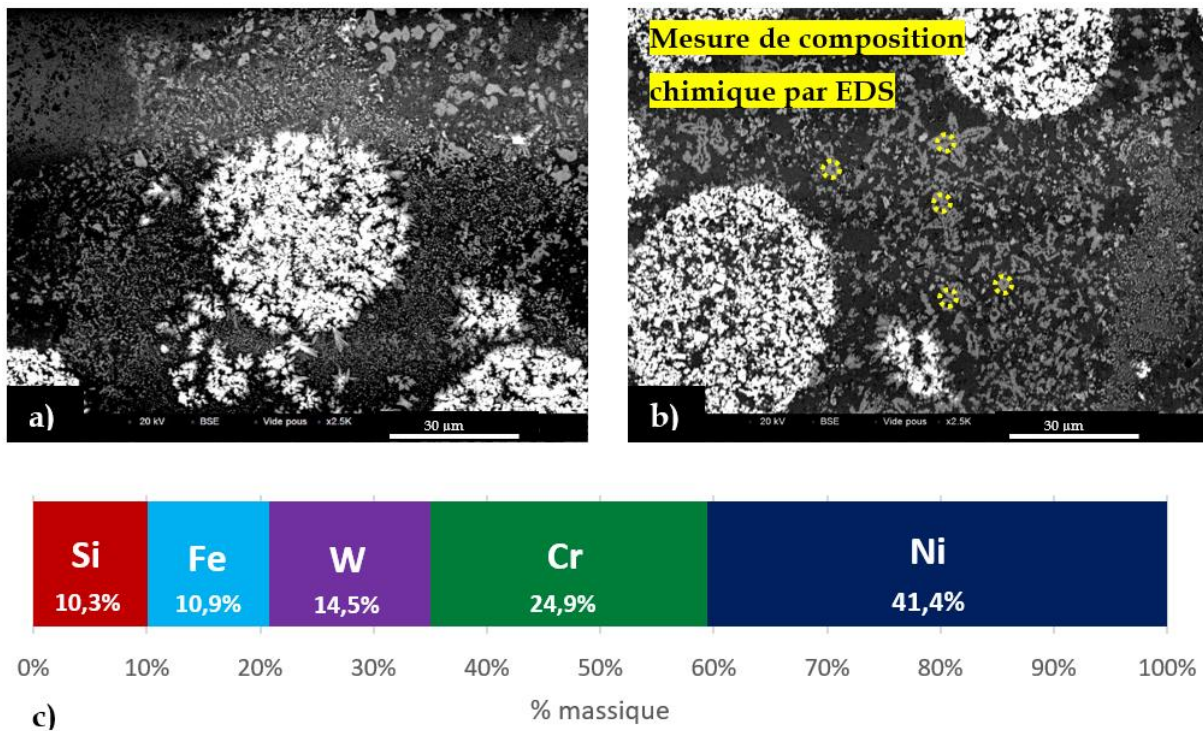 Mesure de composition
chimique par EDS
a)
20 kV BSE Vide pous x2.5K 30 µm
b)
20 kV BSE Vide pous x2.5K 30 µm
Si Fe W Cr Ni
10,3% 10,9% 14,5% 24,9% 41,4%
0% 10% 20% 30% 40% 50% 60% 70% 80% 90% 100%
% massique
c)